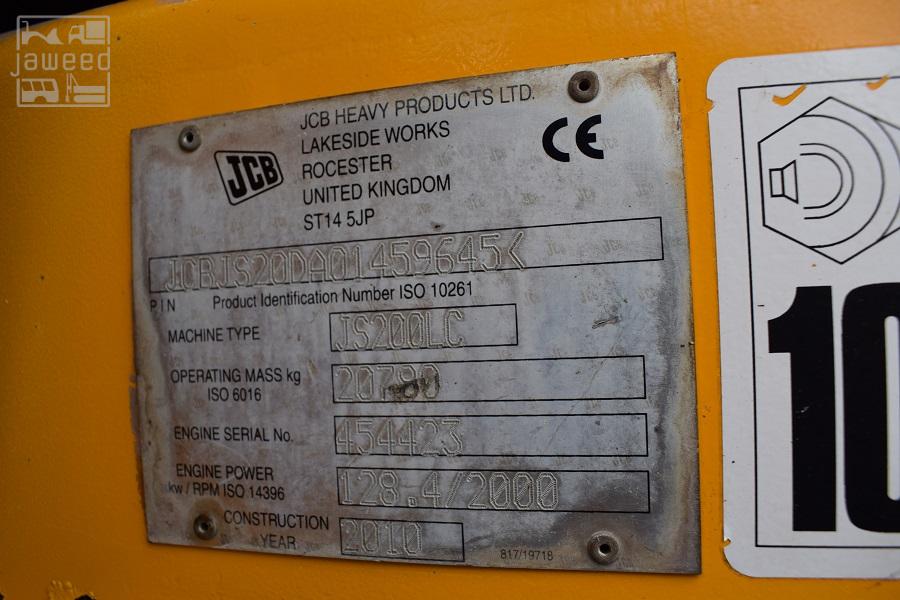 jaweed
JCB
JCB HEAVY PRODUCTS LTD.
LAKESIDE WORKS
ROCESTER
UNITED KINGDOM
ST14 5JP
CE
JCBJS20DA01459645<
PIN Product Identification Number ISO 10261
MACHINE TYPE JS200LC
OPERATING MASS kg 20780
ISO 6016
ENGINE SERIAL No. 454423
ENGINE POWER 128.4/2000
kw / RPM ISO 14396
CONSTRUCTION YEAR 2010
817/19718
10